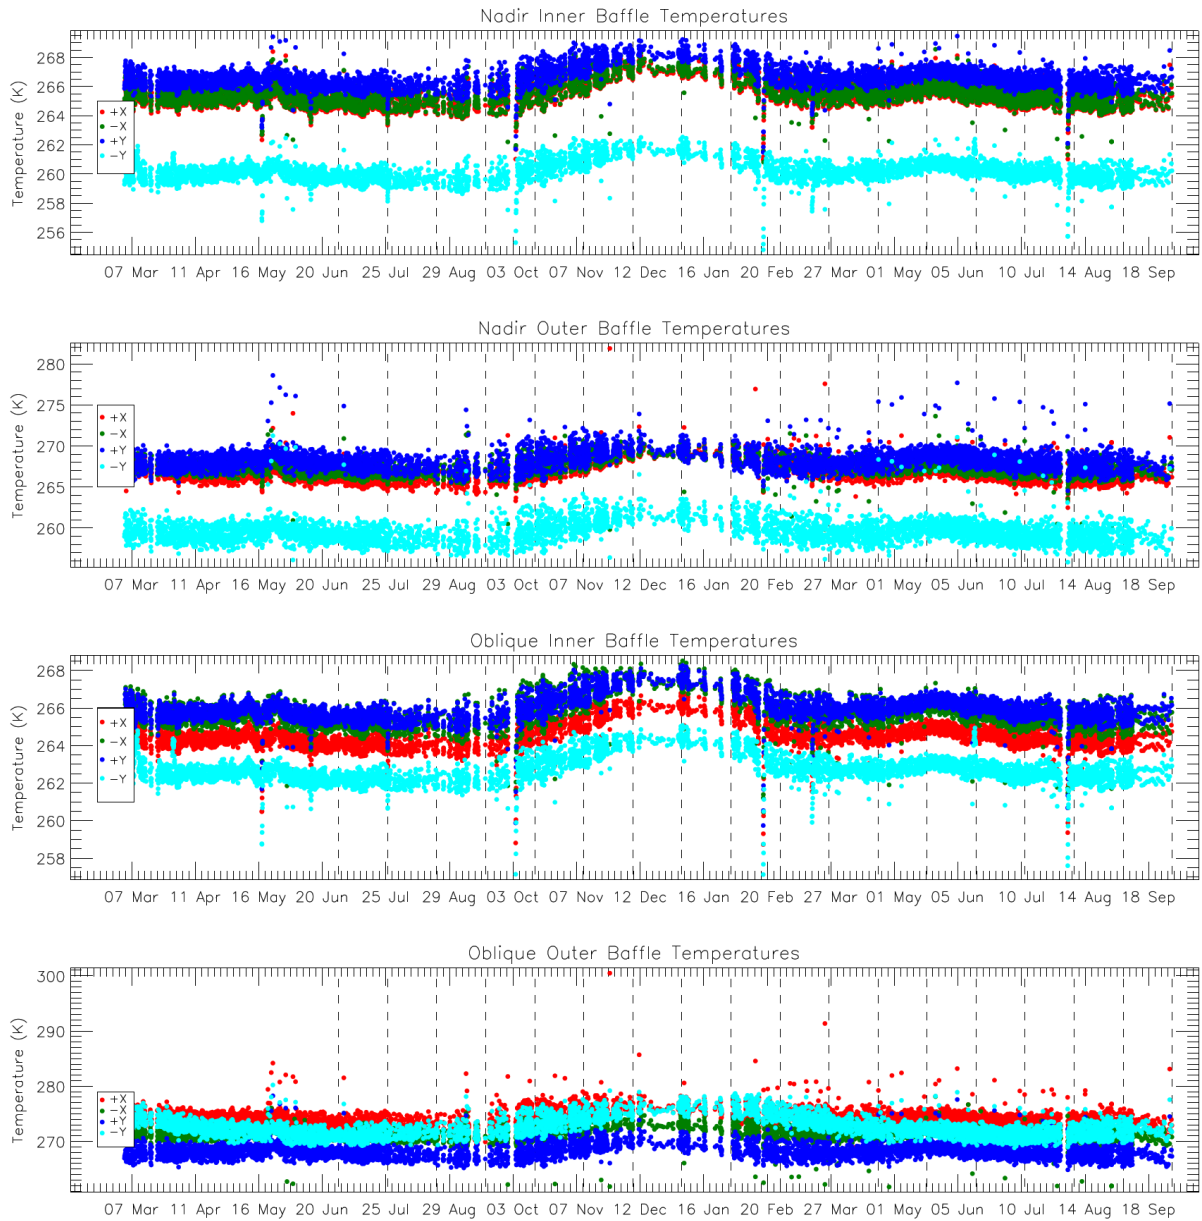 Nadir Inner Baffle Temperatures
Temperature (K)
268
266
264
262
260
258
256
+X
−X
+Y
−Y
07 Mar 11 Apr 16 May 20 Jun 25 Jul 29 Aug 03 Oct 07 Nov 12 Dec 16 Jan 20 Feb 27 Mar 01 May 05 Jun 10 Jul 14 Aug 18 Sep
Nadir Outer Baffle Temperatures
Temperature (K)
280
275
270
265
260
+X
−X
+Y
−Y
07 Mar 11 Apr 16 May 20 Jun 25 Jul 29 Aug 03 Oct 07 Nov 12 Dec 16 Jan 20 Feb 27 Mar 01 May 05 Jun 10 Jul 14 Aug 18 Sep
Oblique Inner Baffle Temperatures
Temperature (K)
268
266
264
262
260
258
+X
−X
+Y
−Y
07 Mar 11 Apr 16 May 20 Jun 25 Jul 29 Aug 03 Oct 07 Nov 12 Dec 16 Jan 20 Feb 27 Mar 01 May 05 Jun 10 Jul 14 Aug 18 Sep
Oblique Outer Baffle Temperatures
Temperature (K)
300
290
280
270
+X
−X
+Y
−Y
07 Mar 11 Apr 16 May 20 Jun 25 Jul 29 Aug 03 Oct 07 Nov 12 Dec 16 Jan 20 Feb 27 Mar 01 May 05 Jun 10 Jul 14 Aug 18 Sep